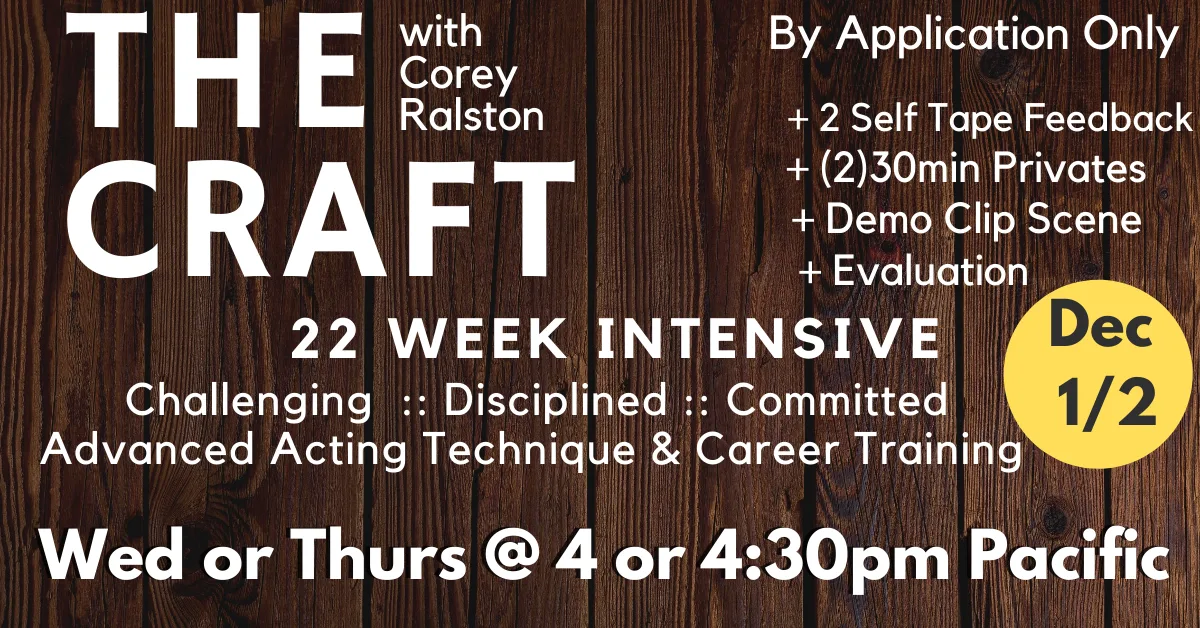 THE
CRAFT
with
Corey
Ralston
By Application Only
+ 2 Self Tape Feedback
+ (2)30min Privates
+ Demo Clip Scene
+ Evaluation
22 WEEK INTENSIVE
Challenging :: Disciplined :: Committed
Advanced Acting Technique & Career Training
Dec
1/2
Wed or Thurs @ 4 or 4:30pm Pacific